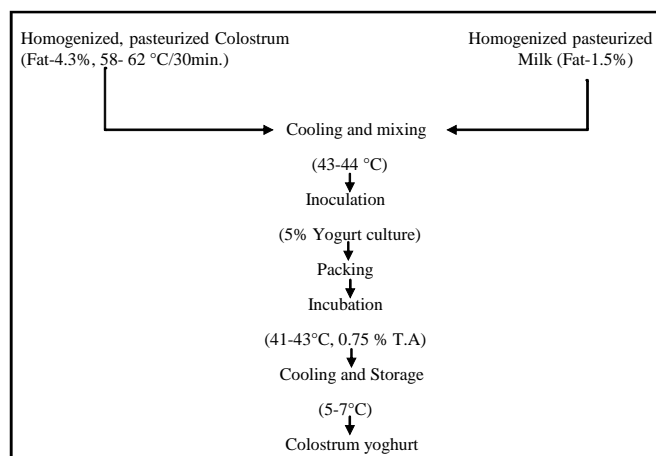 Homogenized, pasteurized Colostrum
(Fat-4.3%, 58- 62 °C/30min.)
Homogenized pasteurized
Milk (Fat-1.5%)
Cooling and mixing
(43-44 °C)
Inoculation
(5% Yogurt culture)
Packing
Incubation
(41-43°C, 0.75 % T.A)
Cooling and Storage
(5-7°C)
Colostrum yoghurt